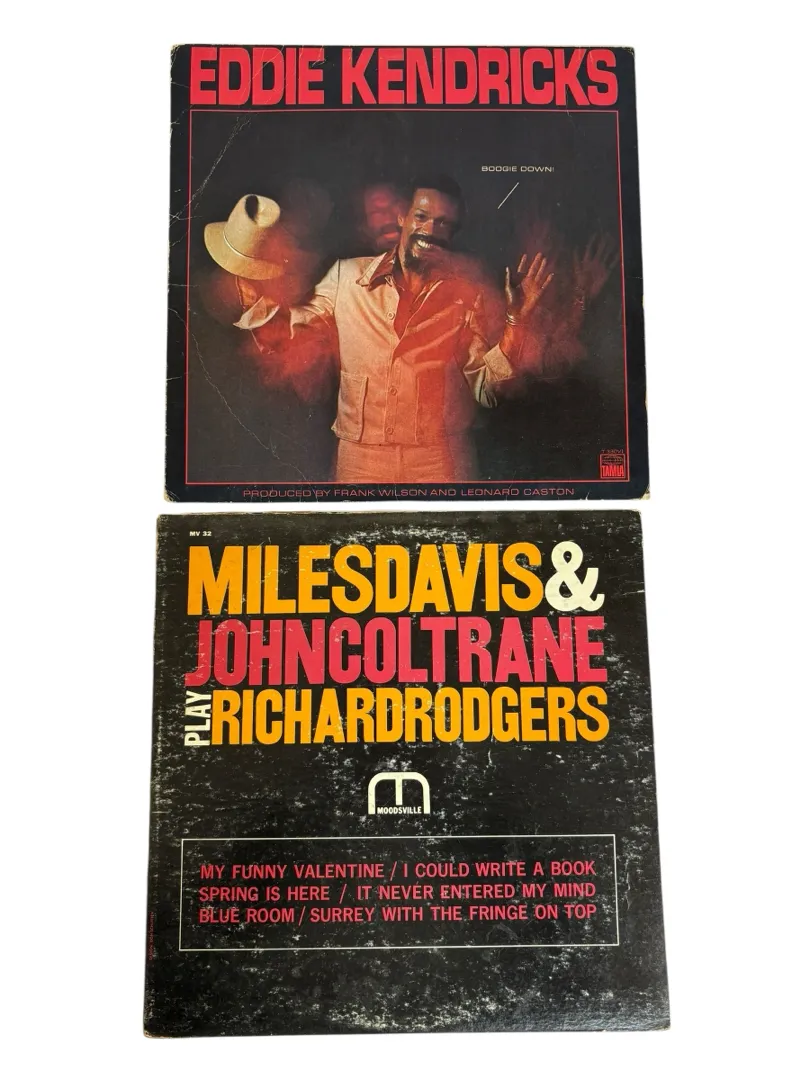 EDDIE KENDRICKS
BOOGIE DOWN!
TAMLA
PRODUCED BY FRANK WILSON AND LEONARD CASTON
MV 32
MILESDAVIS&
JOHNCOLTRANE
PLAY RICHARDRODGERS
MOODSVILLE
MY FUNNY VALENTINE / I COULD WRITE A BOOK
SPRING IS HERE / IT NEVER ENTERED MY MIND
BLUE ROOM / SURREY WITH THE FRINGE ON TOP